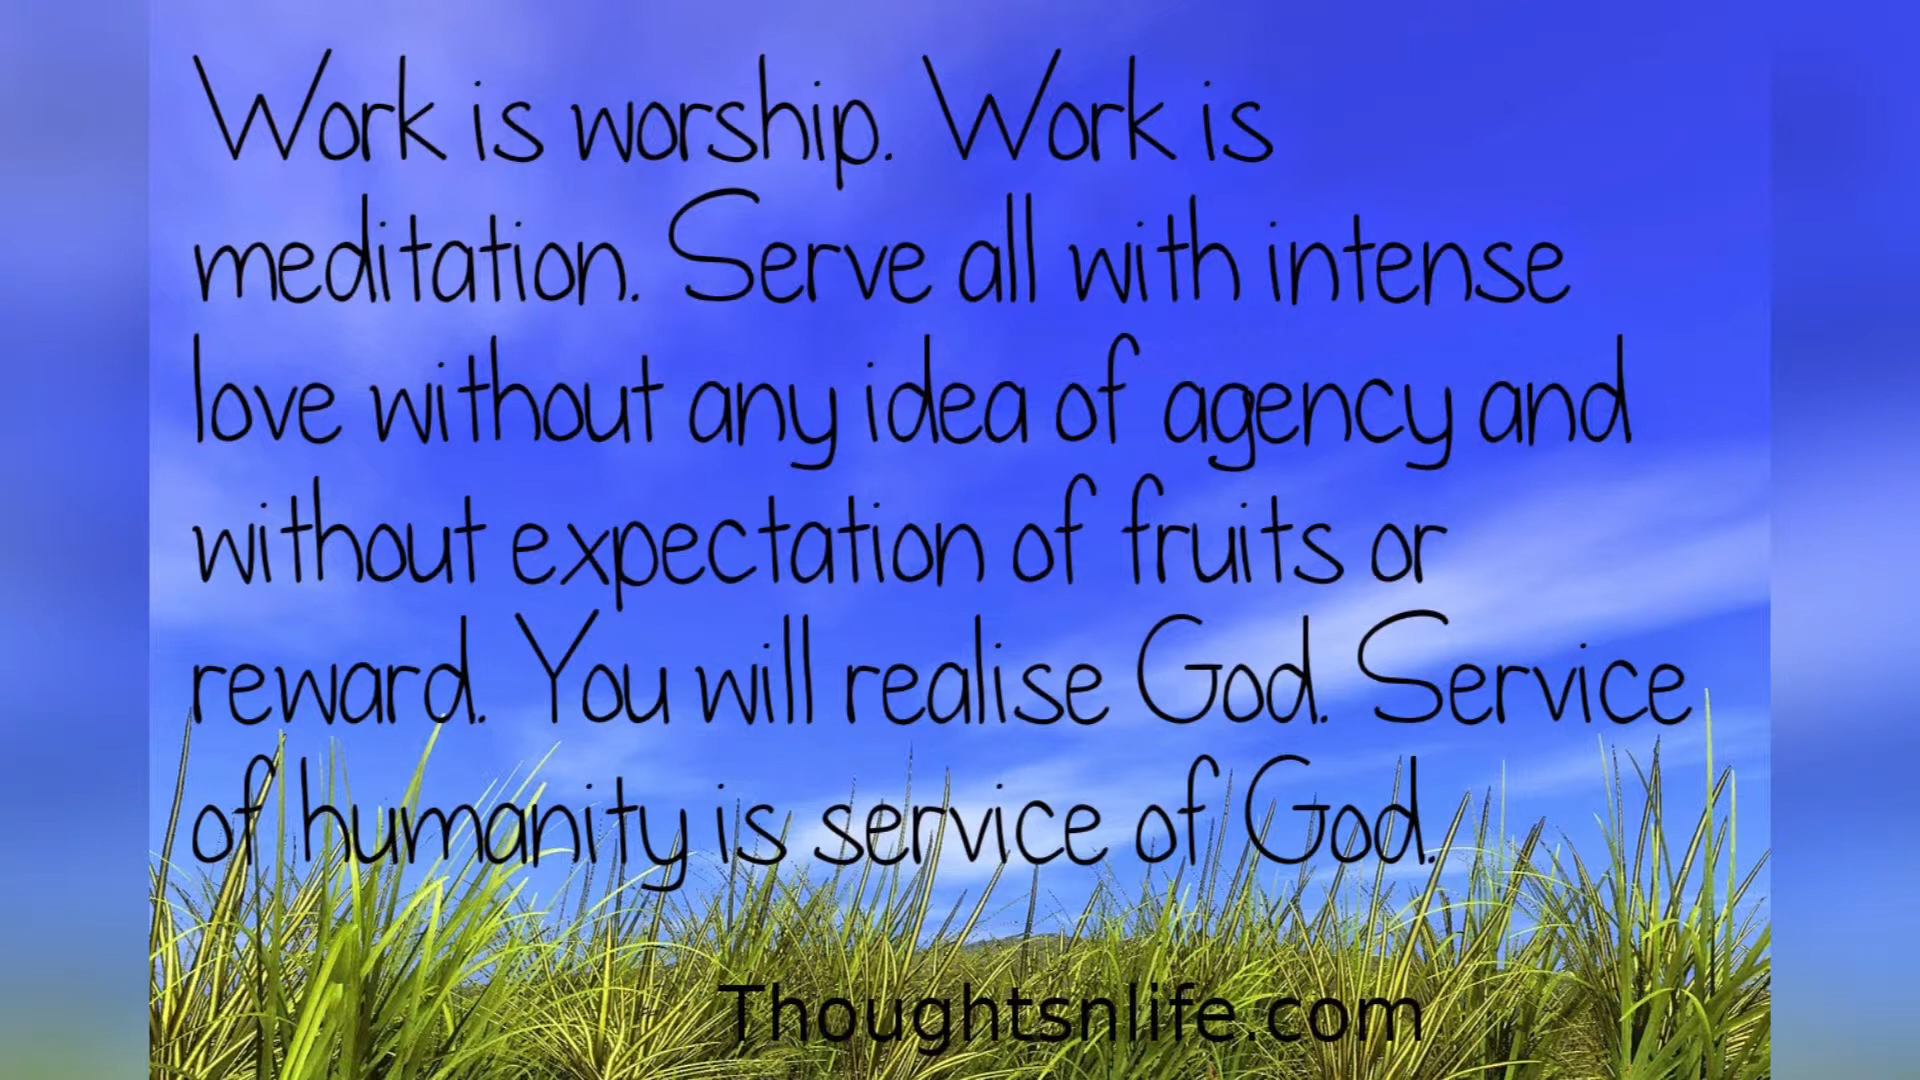 Work is worship. Work is
meditation. Serve all with intense
love without any idea of agency and
without expectation of fruits or
reward. You will realise God. Service
of humanity is service of God.
Thoughtsnlife.com